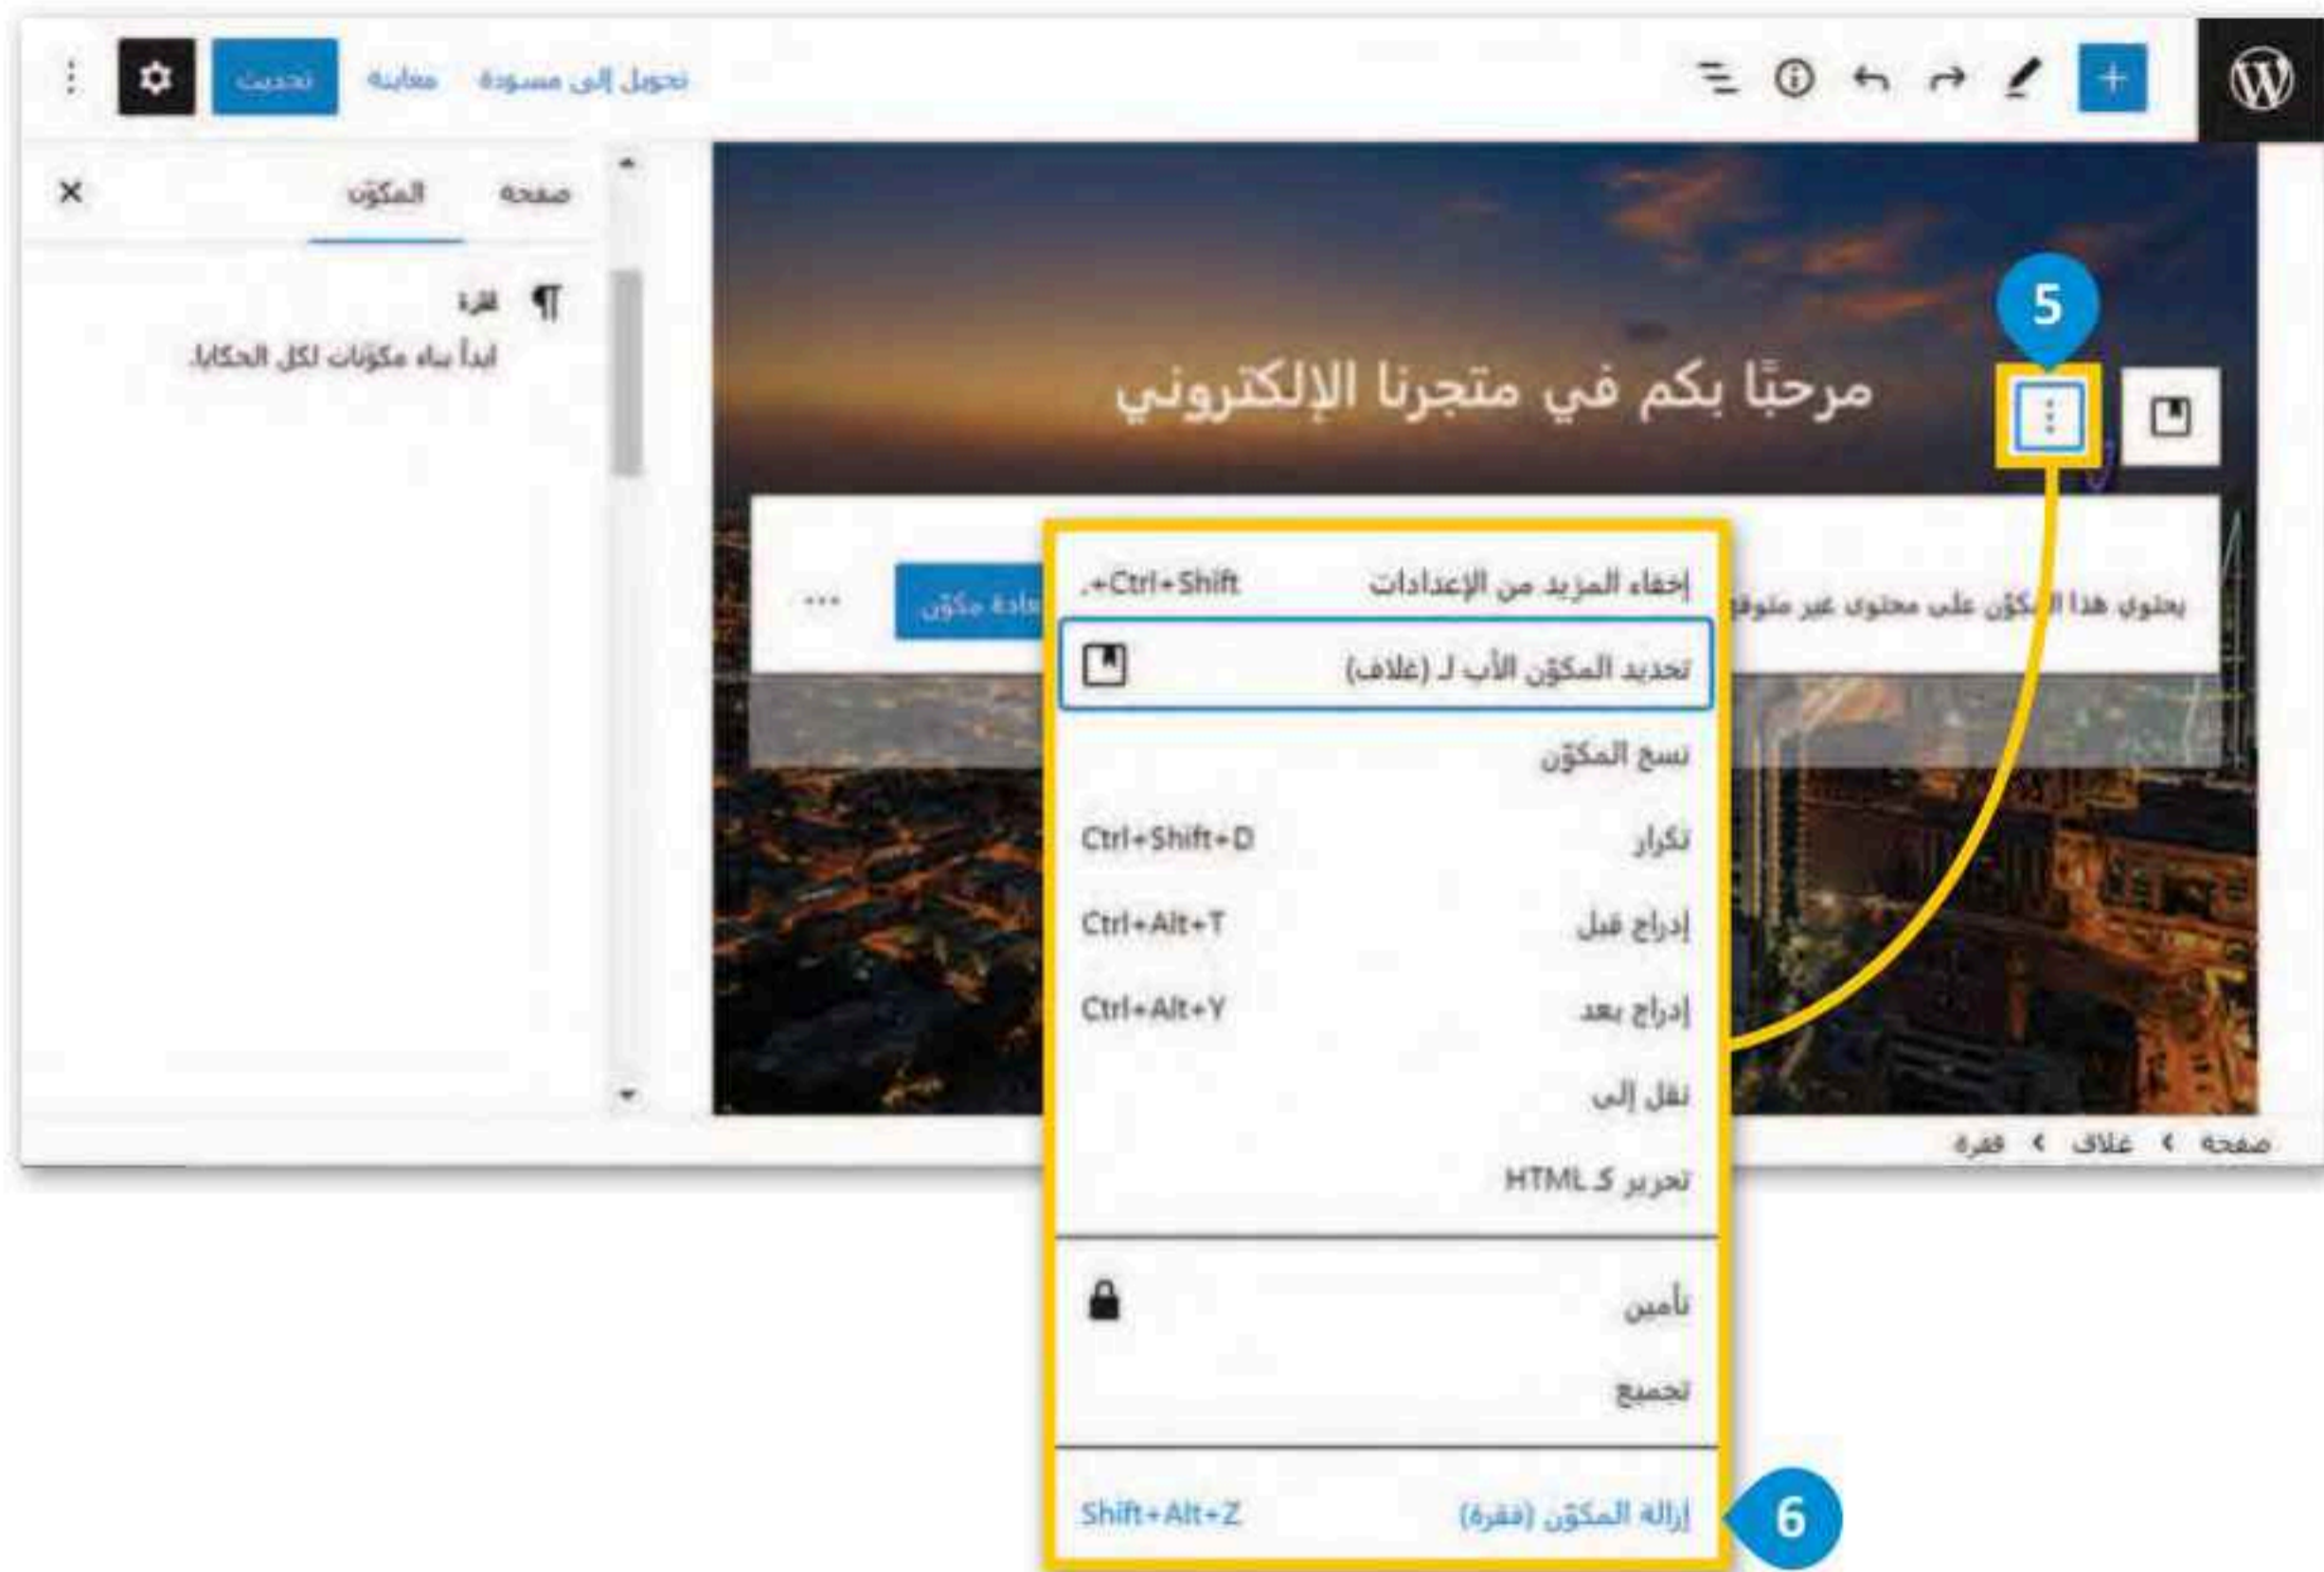 تحويل إلى مسودة
معاينة
تحديث
صفحة
المكوّن
فقرة
ابدأ ببناء مكوّنات لكل الحكايا.
5
مرحبًا بكم في متجرنا الإلكتروني
يحتوي هذا المكوّن على محتوى غير متوقع
مكوّن
إخفاء المزيد من الإعدادات Ctrl+Shift+.
تحديد المكوّن الأب لـ (غلاف)
نسخ المكوّن
تكرار Ctrl+Shift+D
إدراج قبل Ctrl+Alt+T
إدراج بعد Ctrl+Alt+Y
نقل إلى
تحرير كـ HTML
تأمين
تجميع
إزالة المكوّن (فقرة) Shift+Alt+Z
6
صفحة › غلاف › فقرة